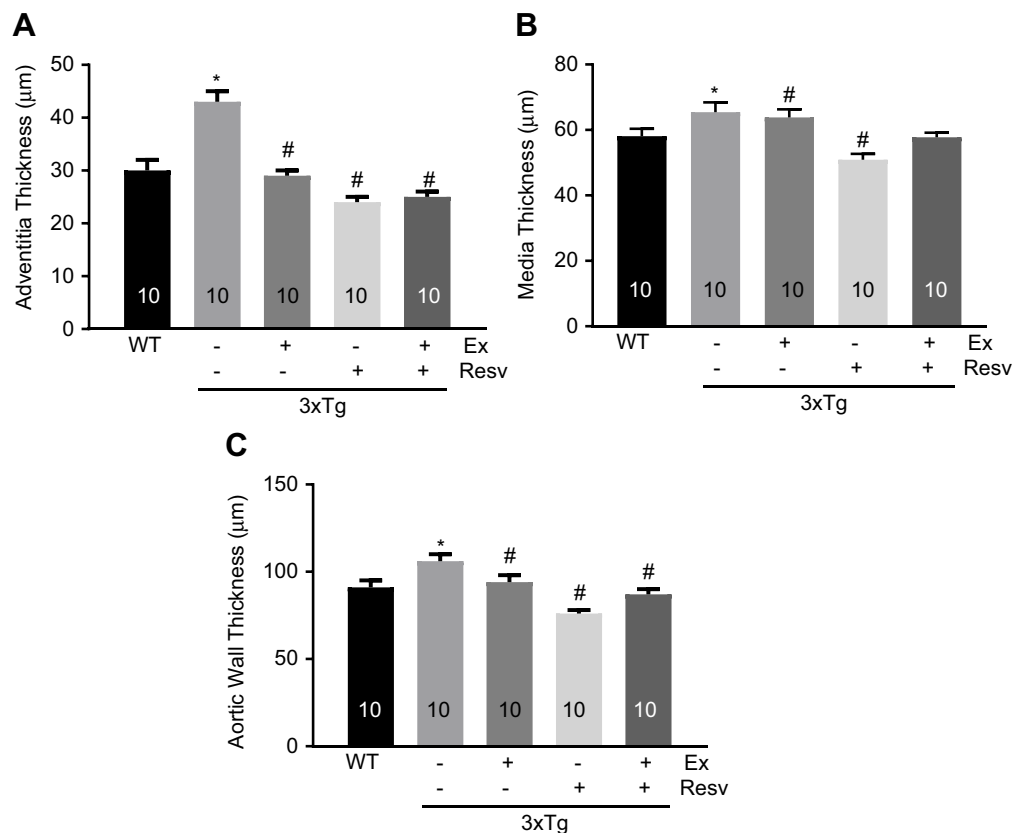 A
Adventitia Thickness (μm)
50
40
30
20
10
0
*
#
#
#
10
10
10
10
10
WT
- + - + Ex
- - + + Resv
3xTg
B
Media Thickness (μm)
80
60
40
20
0
*
#
#
10
10
10
10
10
WT
- + - + Ex
- - + + Resv
3xTg
C
Aortic Wall Thickness (μm)
150
100
50
0
*
#
#
#
10
10
10
10
10
WT
- + - + Ex
- - + + Resv
3xTg